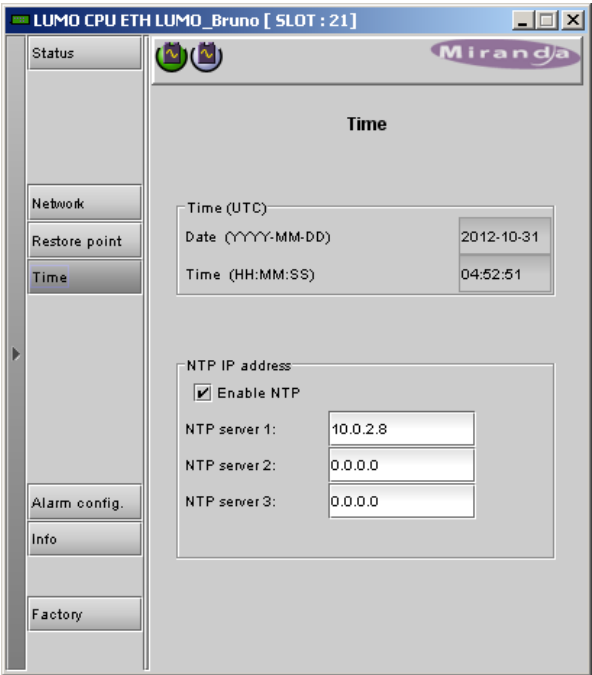 LUMO CPU ETH LUMO_Bruno [ SLOT : 21 ]
Status
Miranda
Time
Network
Restore point
Time
Time (UTC)
Date (YYYY-MM-DD) 2012-10-31
Time (HH:MM:SS) 04:52:51
NTP IP address
Enable NTP
NTP server 1: 10.0.2.8
NTP server 2: 0.0.0.0
NTP server 3: 0.0.0.0
Alarm config.
Info
Factory